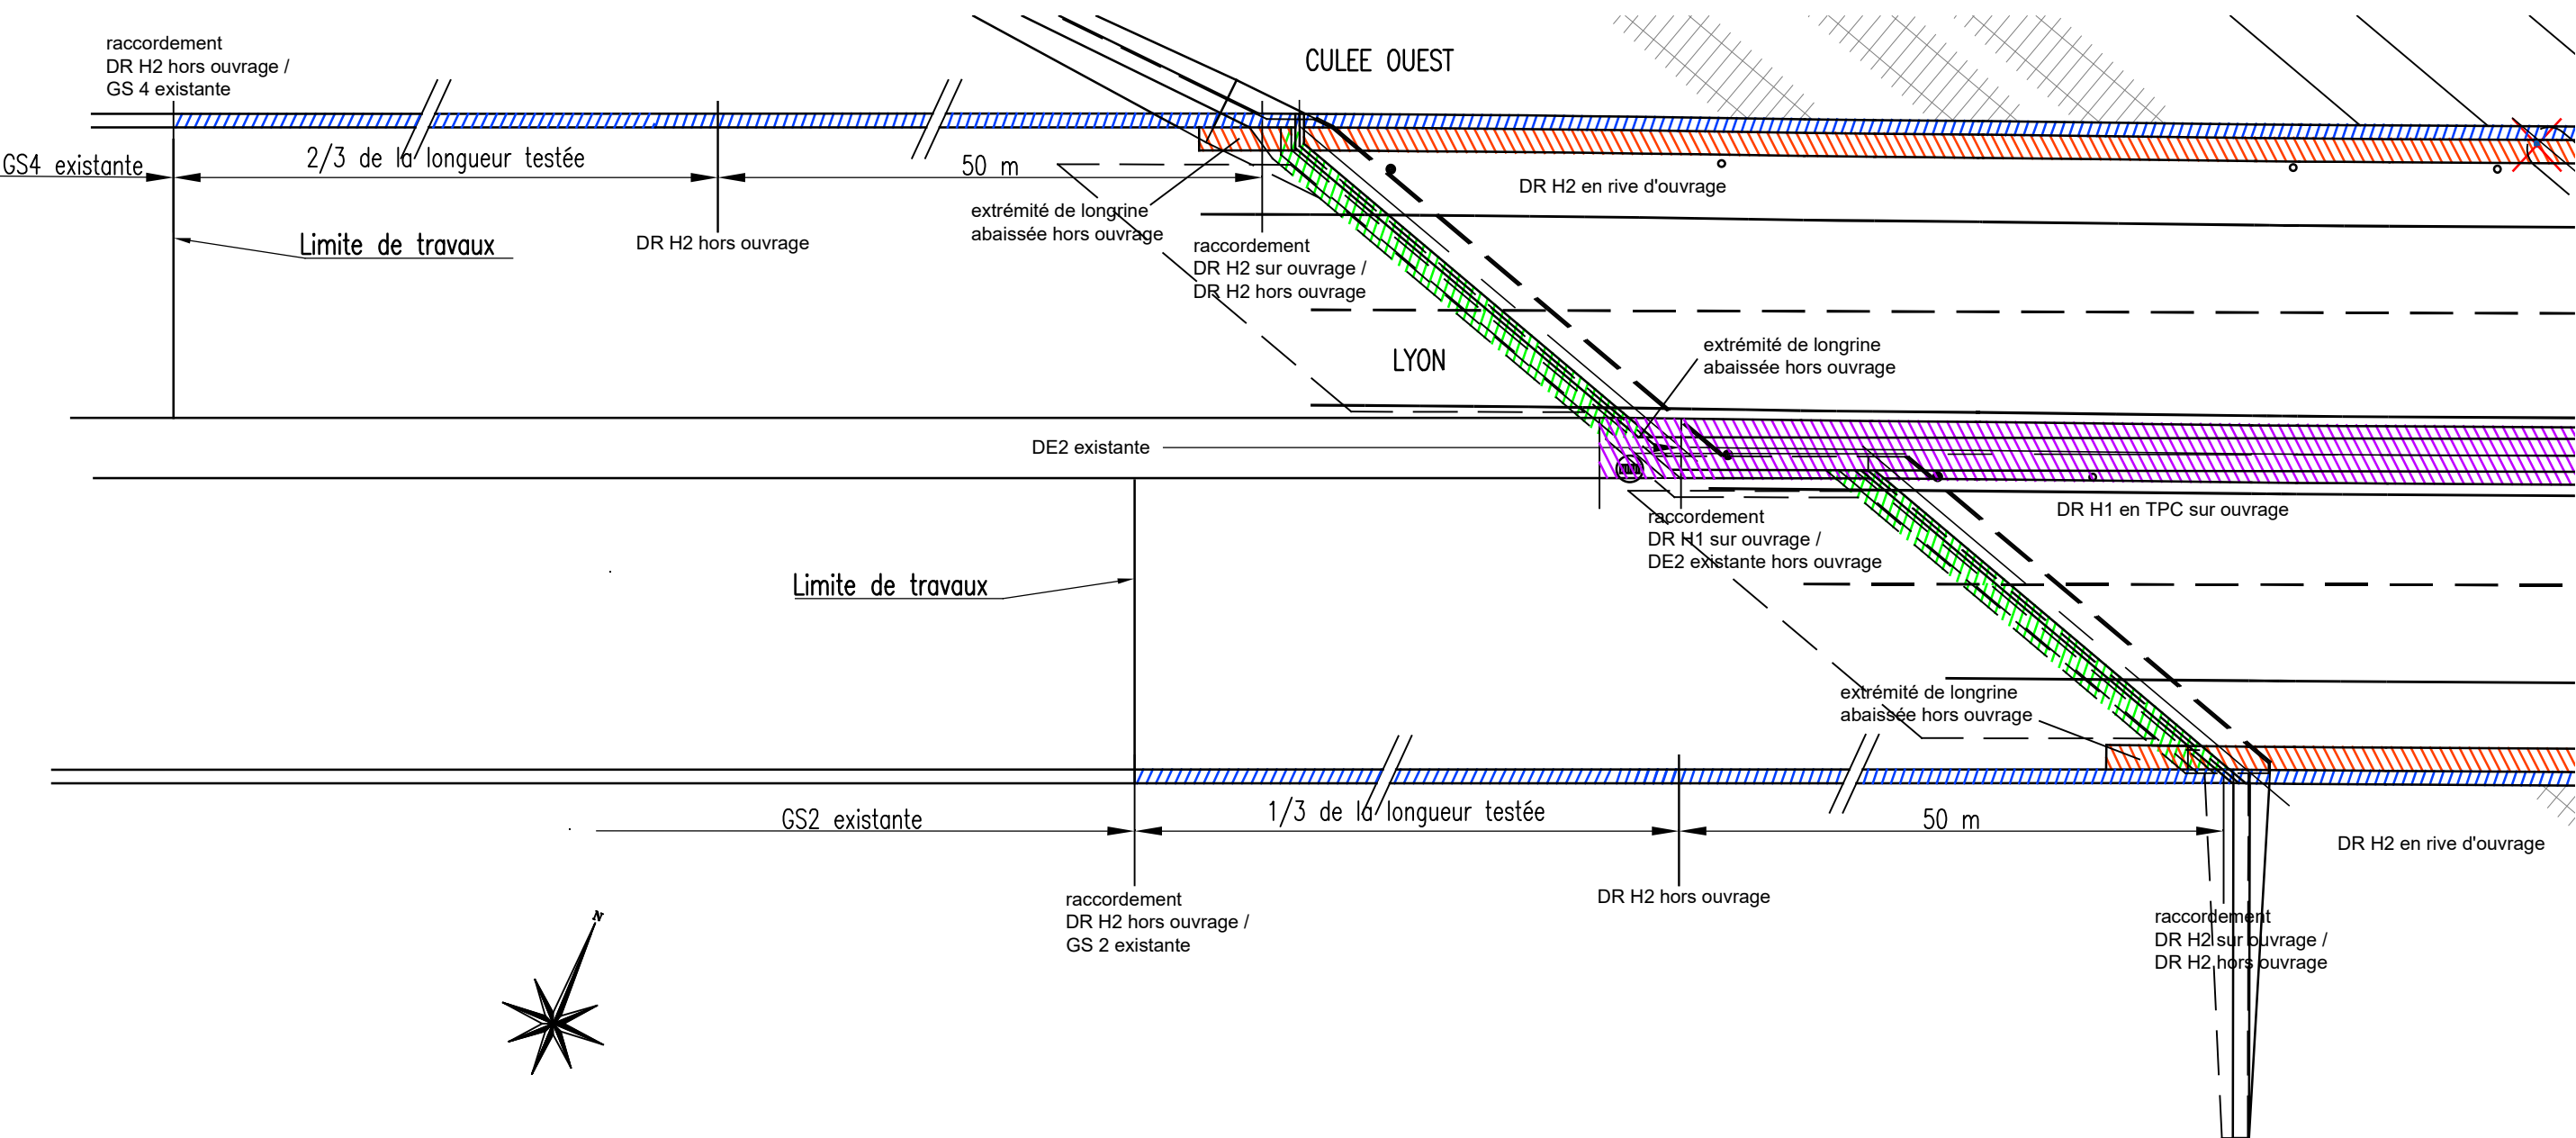 raccordement
DR H2 hors ouvrage /
GS 4 existante
CULEE OUEST
GS4 existante
2/3 de la longueur testée
50 m
DR H2 en rive d'ouvrage
extrémité de longrine
abaissée hors ouvrage
Limite de travaux
DR H2 hors ouvrage
raccordement
DR H2 sur ouvrage /
DR H2 hors ouvrage
LYON
extrémité de longrine
abaissée hors ouvrage
DE2 existante
raccordement
DR H1 sur ouvrage /
DE2 existante hors ouvrage
DR H1 en TPC sur ouvrage
Limite de travaux
extrémité de longrine
abaissée hors ouvrage
GS2 existante
1/3 de la longueur testée
50 m
DR H2 en rive d'ouvrage
raccordement
DR H2 hors ouvrage /
GS 2 existante
DR H2 hors ouvrage
raccordement
DR H2 sur ouvrage /
DR H2 hors ouvrage
N